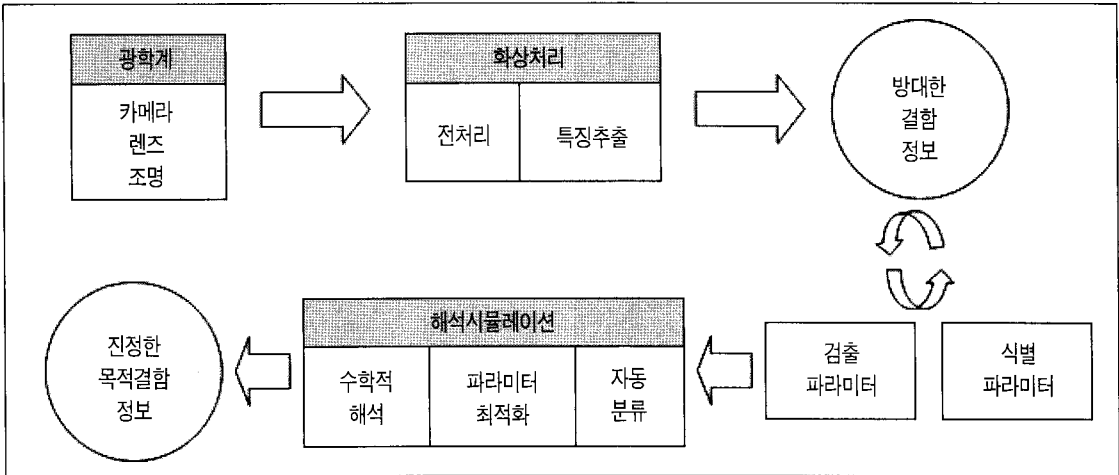 광학계
카메라
렌즈
조명
화상처리
전처리
특징추출
방대한
결함
정보
검출
파라미터
식별
파라미터
해석시뮬레이션
수학적
해석
파라미터
최적화
자동
분류
진정한
목적결함
정보